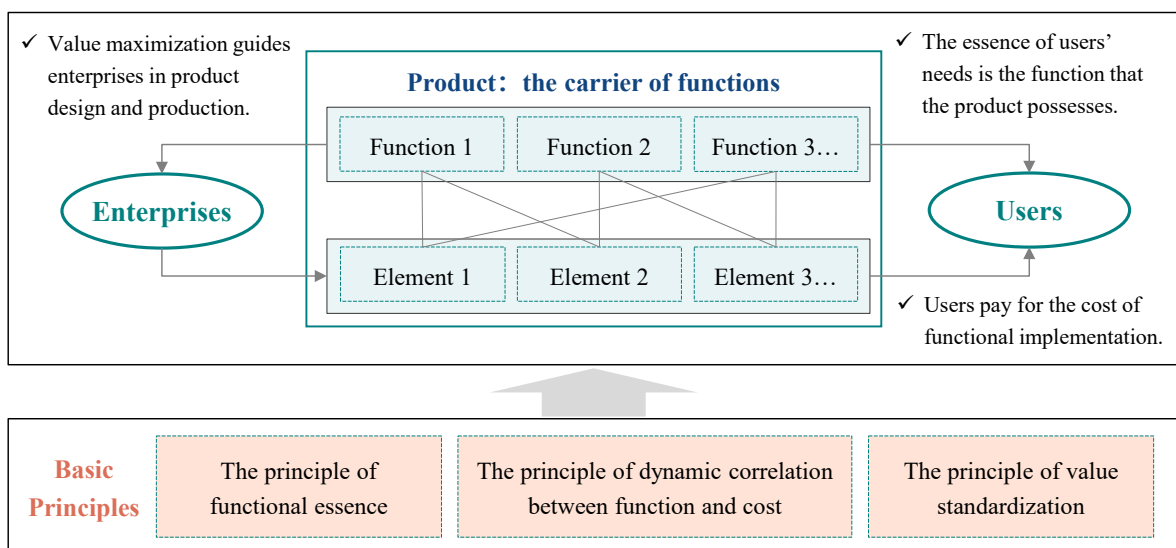 ✓ Value maximization guides
enterprises in product
design and production.
Product：the carrier of functions
✓ The essence of users’
needs is the function that
the product possesses.
Function 1
Function 2
Function 3…
Enterprises
Users
Element 1
Element 2
Element 3…
✓ Users pay for the cost of
functional implementation.
Basic
Principles
The principle of
functional essence
The principle of dynamic correlation
between function and cost
The principle of value
standardization